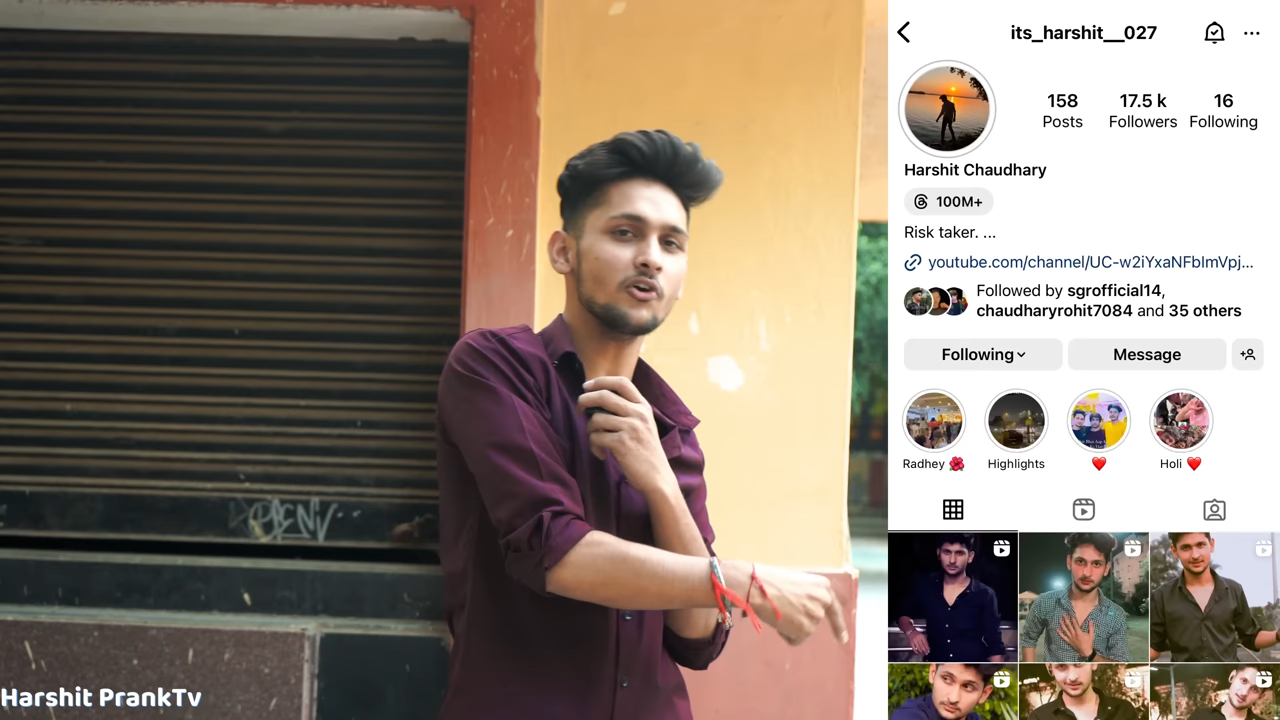 Harshit PrankTv
its_harshit__027
158
Posts
17.5 k
Followers
16
Following
Harshit Chaudhary
100M+
Risk taker. ...
youtube.com/channel/UC-w2iYxaNFbImVpj...
Followed by sgrofficial14,
chaudharyrohit7084 and 35 others
Following
Message
Radhey 🌺
Highlights
❤️
Holi ❤️